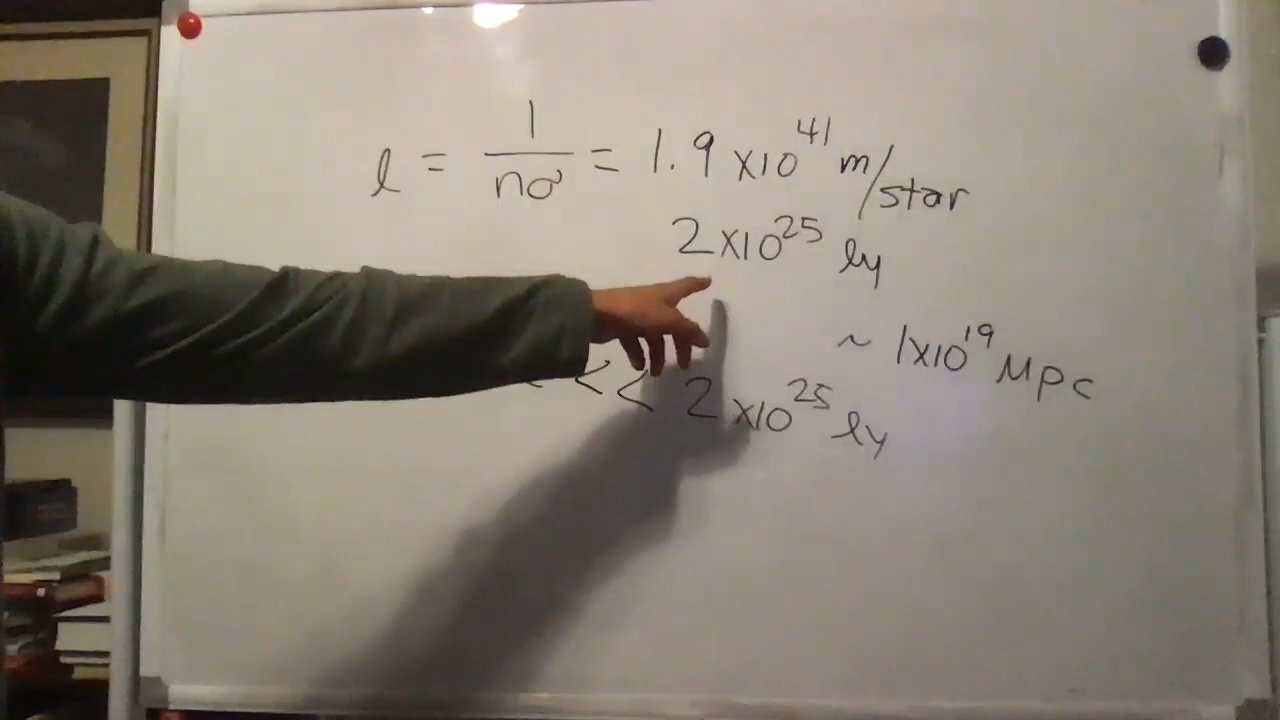 l = 1/nσ = 1.9 x10^41 m/star
2x10^25 ly
~ 1x10^19 Mpc
< < 2x10^25 ly